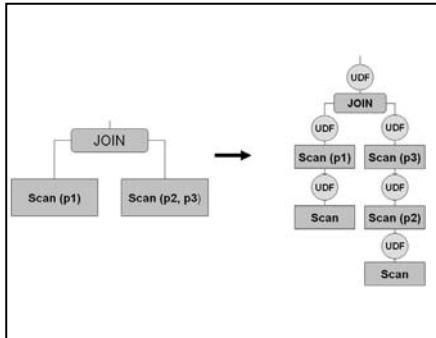 UDF
JOIN
JOIN
UDF
UDF
Scan (p1)
Scan (p2, p3)
Scan (p1)
Scan (p3)
UDF
UDF
Scan
Scan (p2)
UDF
Scan